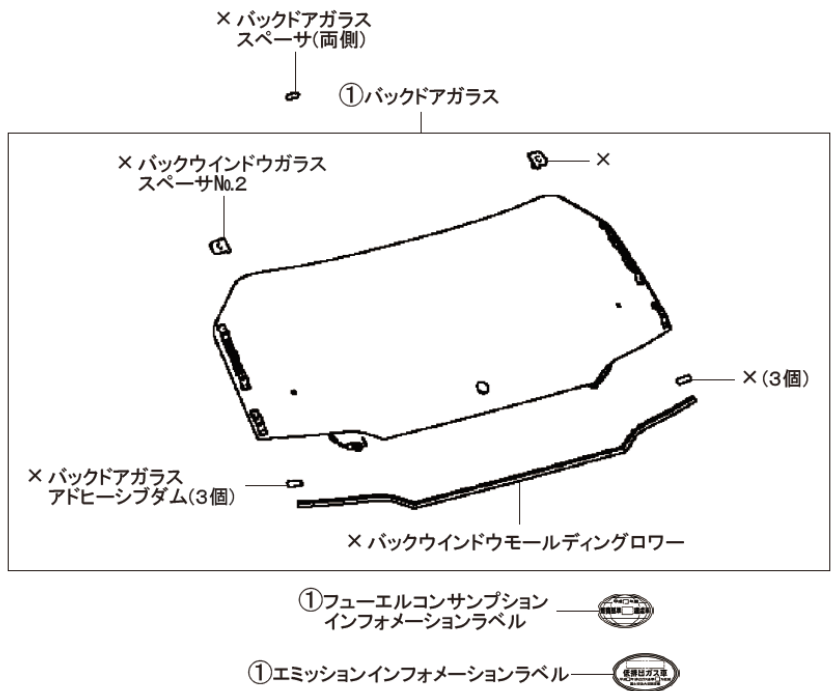 × バックドアガラス
スペーサ(両側)
①バックドアガラス
× バックウインドウガラス
スペーサ№2
×
×(3個)
× バックドアガラス
アドヒーシブダム(3個)
× バックウインドウモールディングロワー
①フューエルコンサンプション
インフォメーションラベル
①エミッションインフォメーションラベル
低排出ガス車